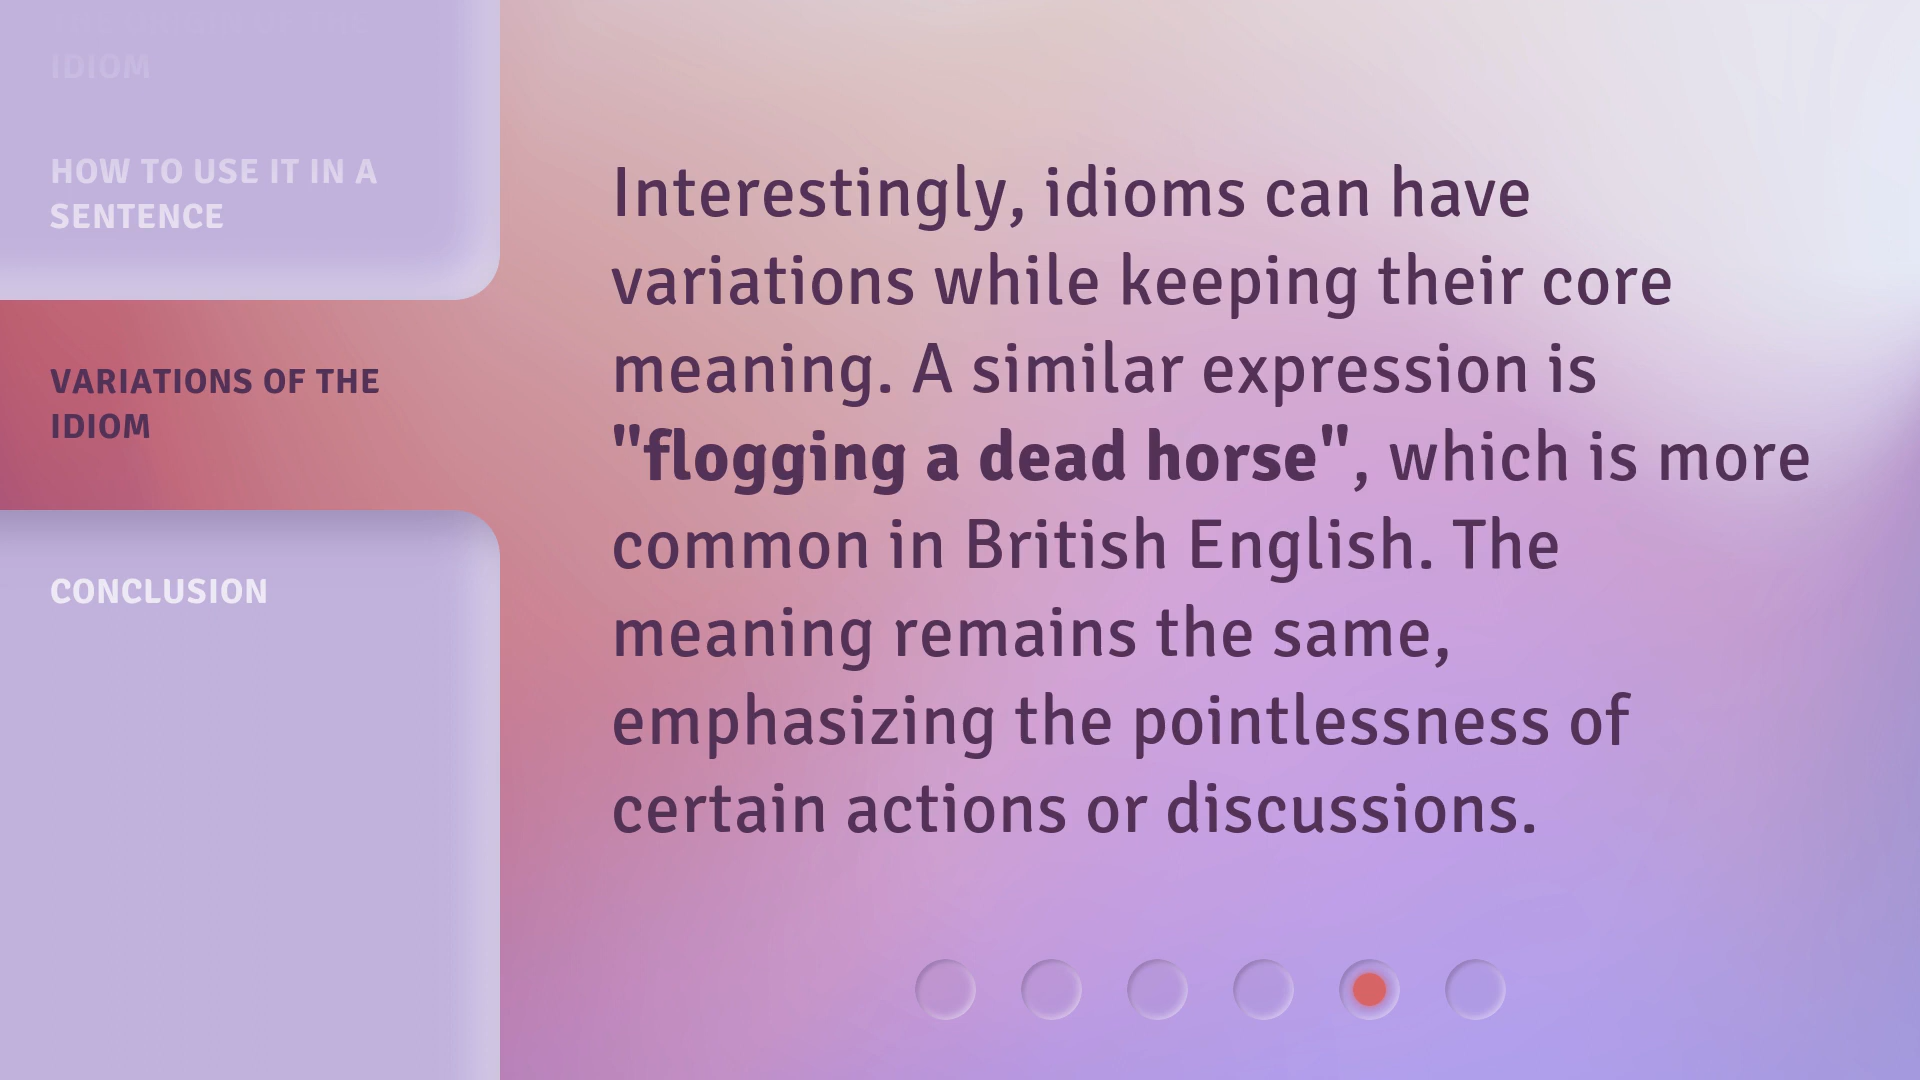 IDIOM
HOW TO USE IT IN A
SENTENCE
VARIATIONS OF THE
IDIOM
CONCLUSION
Interestingly, idioms can have
variations while keeping their core
meaning. A similar expression is
"flogging a dead horse", which is more
common in British English. The
meaning remains the same,
emphasizing the pointlessness of
certain actions or discussions.